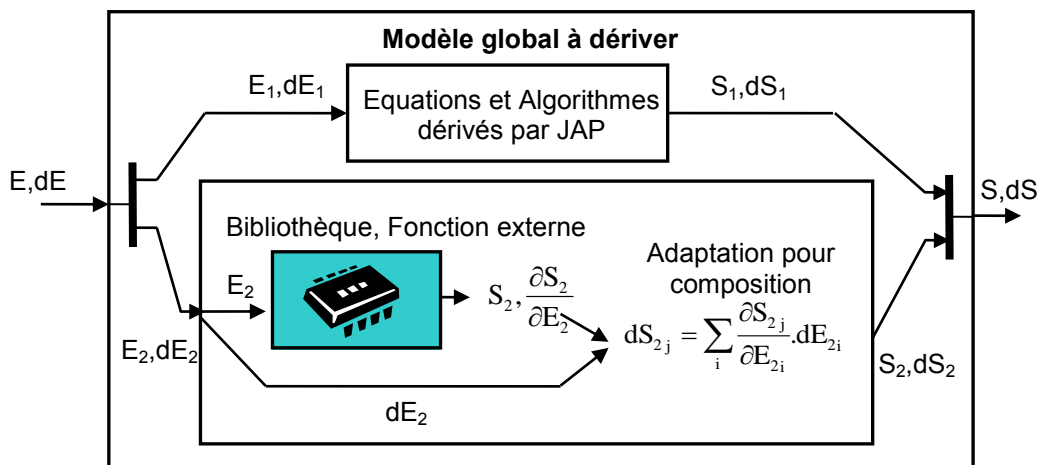 Modèle global à dériver
E₁,dE₁
Equations et Algorithmes
dérivés par JAP
S₁,dS₁
E,dE
S,dS
Bibliothèque, Fonction externe
E₂
S₂, ∂S₂/∂E₂
Adaptation pour
composition
dS₂ⱼ = ∑ᵢ ∂S₂ⱼ/∂E₂ᵢ.dE₂ᵢ
E₂,dE₂
dE₂
S₂,dS₂